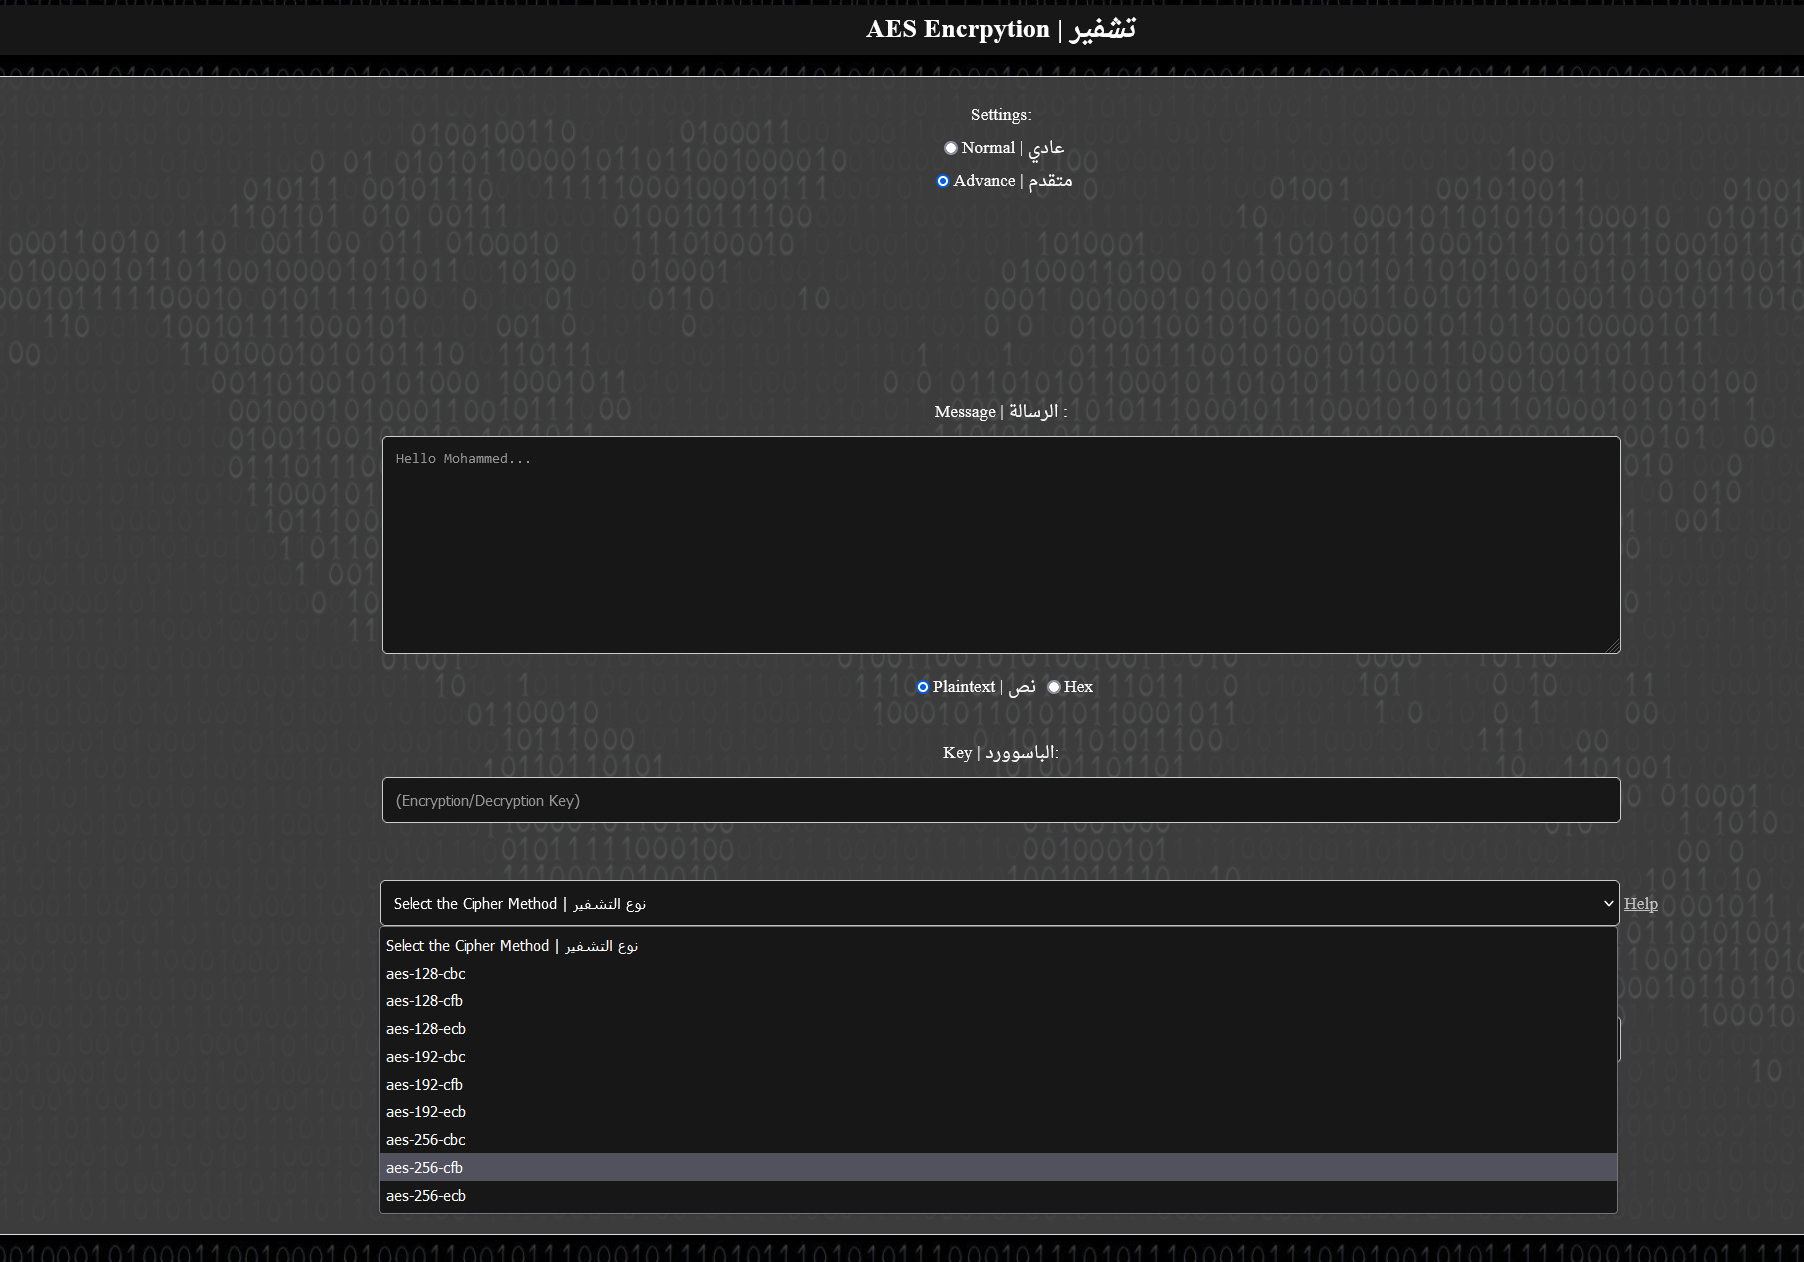 AES Encrpytion | تشفير
Settings:
Normal | عادي
Advance | متقدم
Message | الرسالة :
Hello Mohammed...
Plaintext | نص Hex
Key | الباسوورد:
(Encryption/Decryption Key)
Select the Cipher Method | نوع التشفير Help
Select the Cipher Method | نوع التشفير
aes-128-cbc
aes-128-cfb
aes-128-ecb
aes-192-cbc
aes-192-cfb
aes-192-ecb
aes-256-cbc
aes-256-cfb
aes-256-ecb